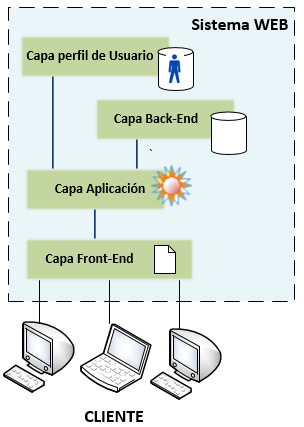 Sistema WEB
Capa perfil de Usuario
Capa Back-End
Capa Aplicación
Capa Front-End
CLIENTE